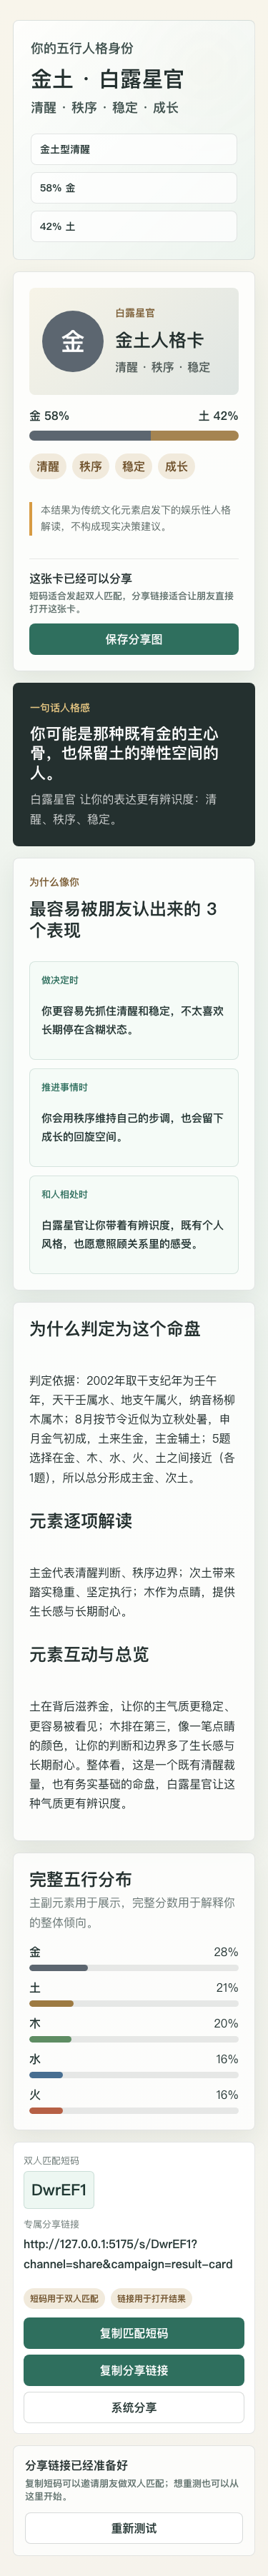 你的五行人格身份
金土 · 白露星官
清醒 · 秩序 · 稳定 · 成长
金土型清醒
58% 金
42% 土
金
白露星官
金土人格卡
清醒 · 秩序 · 稳定
金 58%
土 42%
清醒
秩序
稳定
成长
本结果为传统文化元素启发下的娱乐性人格
解读，不构成现实决策建议。
这张卡已经可以分享
短码适合发起双人匹配，分享链接适合让朋友直接
打开这张卡。
保存分享图
一句话人格感
你可能是那种既有金的主心
骨，也保留土的弹性空间的
人。
白露星官 让你的表达更有辨识度：清
醒、秩序、稳定。
为什么像你
最容易被朋友认出来的 3
个表现
做决定时
你更容易先抓住清醒和稳定，不太喜欢
长期停在含糊状态。
推进事情时
你会用秩序维持自己的步调，也会留下
成长的回旋空间。
和人相处时
白露星官让你带着有辨识度，既有个人
风格，也愿意照顾关系里的感受。
为什么判定为这个命盘
判定依据：2002年取干支纪年为壬午
年，天干壬属水、地支午属火，纳音杨柳
木属木；8月按节令近似为立秋处暑，申
月金气初成，土来生金，主金辅土；5题
选择在金、木、水、火、土之间接近（各
1题），所以总分形成主金、次土。
元素逐项解读
主金代表清醒判断、秩序边界；次土带来
踏实稳重、坚定执行；木作为点睛，提供
生长感与长期耐心。
元素互动与总览
土在背后滋养金，让你的主气质更稳定、
更容易被看见；木排在第三，像一笔点睛
的颜色，让你的判断和边界多了生长感与
长期耐心。整体看，这是一个既有清醒裁
量，也有务实基础的命盘，白露星官让这
种气质更有辨识度。
完整五行分布
主副元素用于展示，完整分数用于解释你
的整体倾向。
金
28%
土
21%
木
20%
水
16%
火
16%
双人匹配短码
DwrEF1
专属分享链接
http://127.0.0.1:5175/s/DwrEF1?
channel=share&campaign=result-card
短码用于双人匹配
链接用于打开结果
复制匹配短码
复制分享链接
系统分享
分享链接已经准备好
复制短码可以邀请朋友做双人匹配；想重测也可以从
这里开始。
重新测试